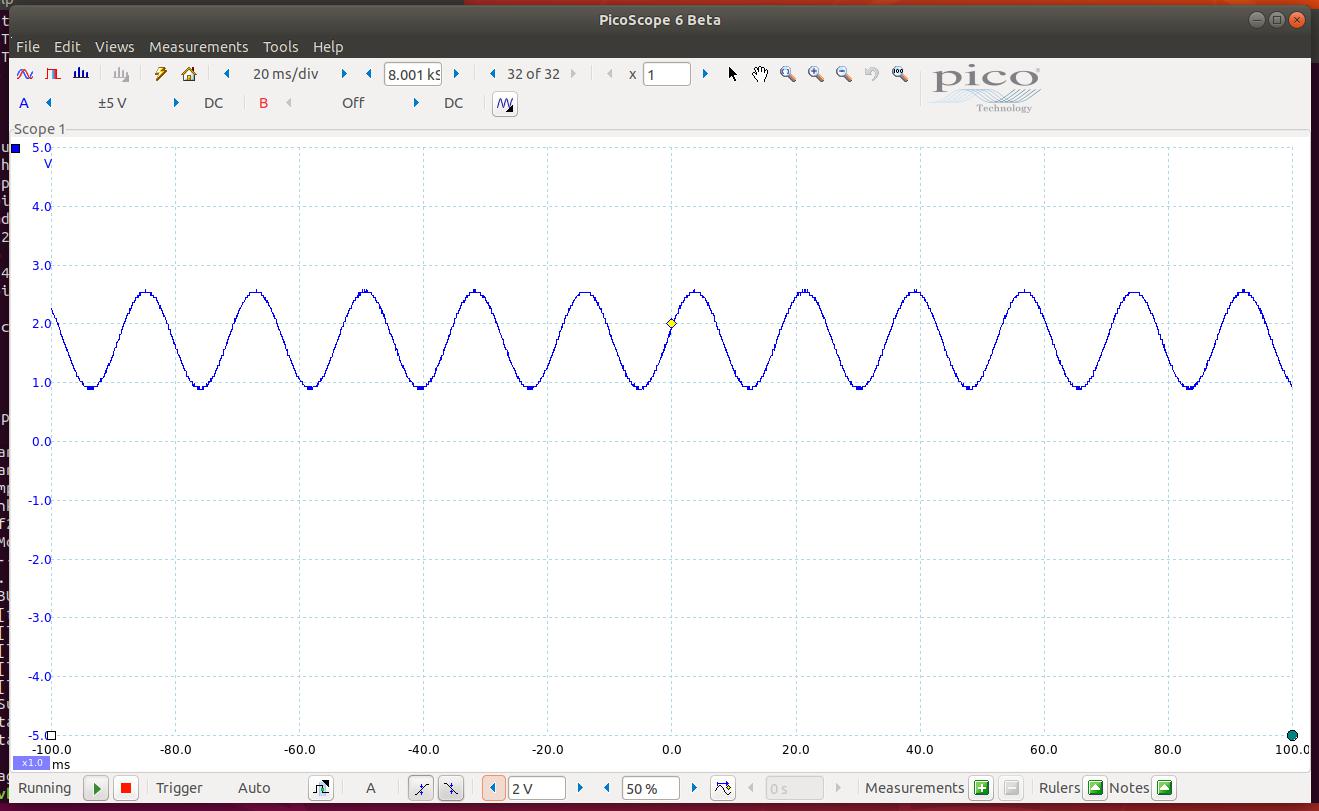 PicoScope 6 Beta
File Edit Views Measurements Tools Help
20 ms/div 8.001 kS 32 of 32 x 1
pico
Technology
A ±5 V DC B Off DC
Scope 1
5.0
V
4.0
3.0
2.0
1.0
0.0
-1.0
-2.0
-3.0
-4.0
-5.0
-100.0 -80.0 -60.0 -40.0 -20.0 0.0 20.0 40.0 60.0 80.0 100.0
x1.0 ms
Running Trigger Auto A 2 V 50 % 0 s Measurements Rulers Notes